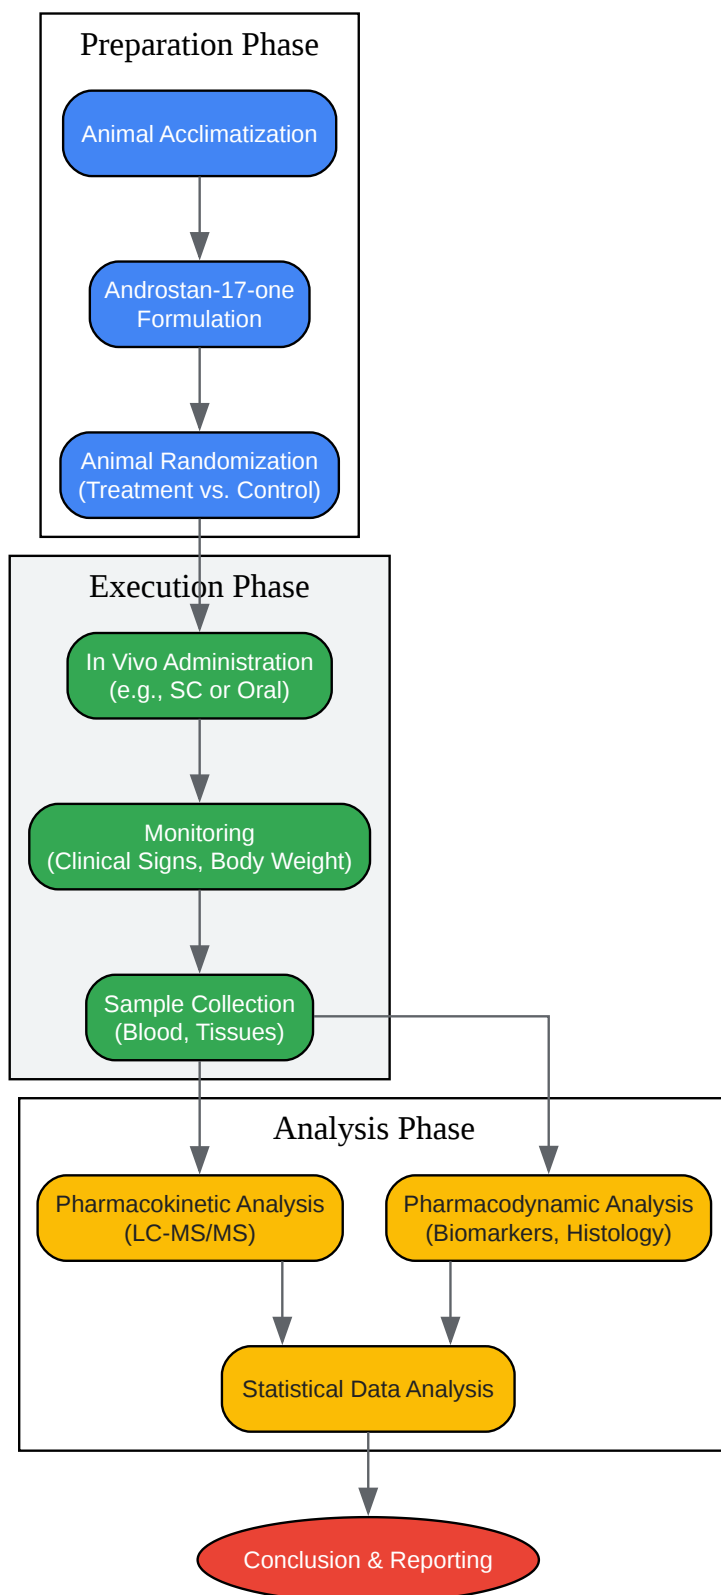 Preparation Phase
Animal Acclimatization
Androstan-17-one
Formulation
Animal Randomization
(Treatment vs. Control)
Execution Phase
In Vivo Administration
(e.g., SC or Oral)
Monitoring
(Clinical Signs, Body Weight)
Sample Collection
(Blood, Tissues)
Analysis Phase
Pharmacokinetic Analysis
(LC-MS/MS)
Pharmacodynamic Analysis
(Biomarkers, Histology)
Statistical Data Analysis
Conclusion & Reporting